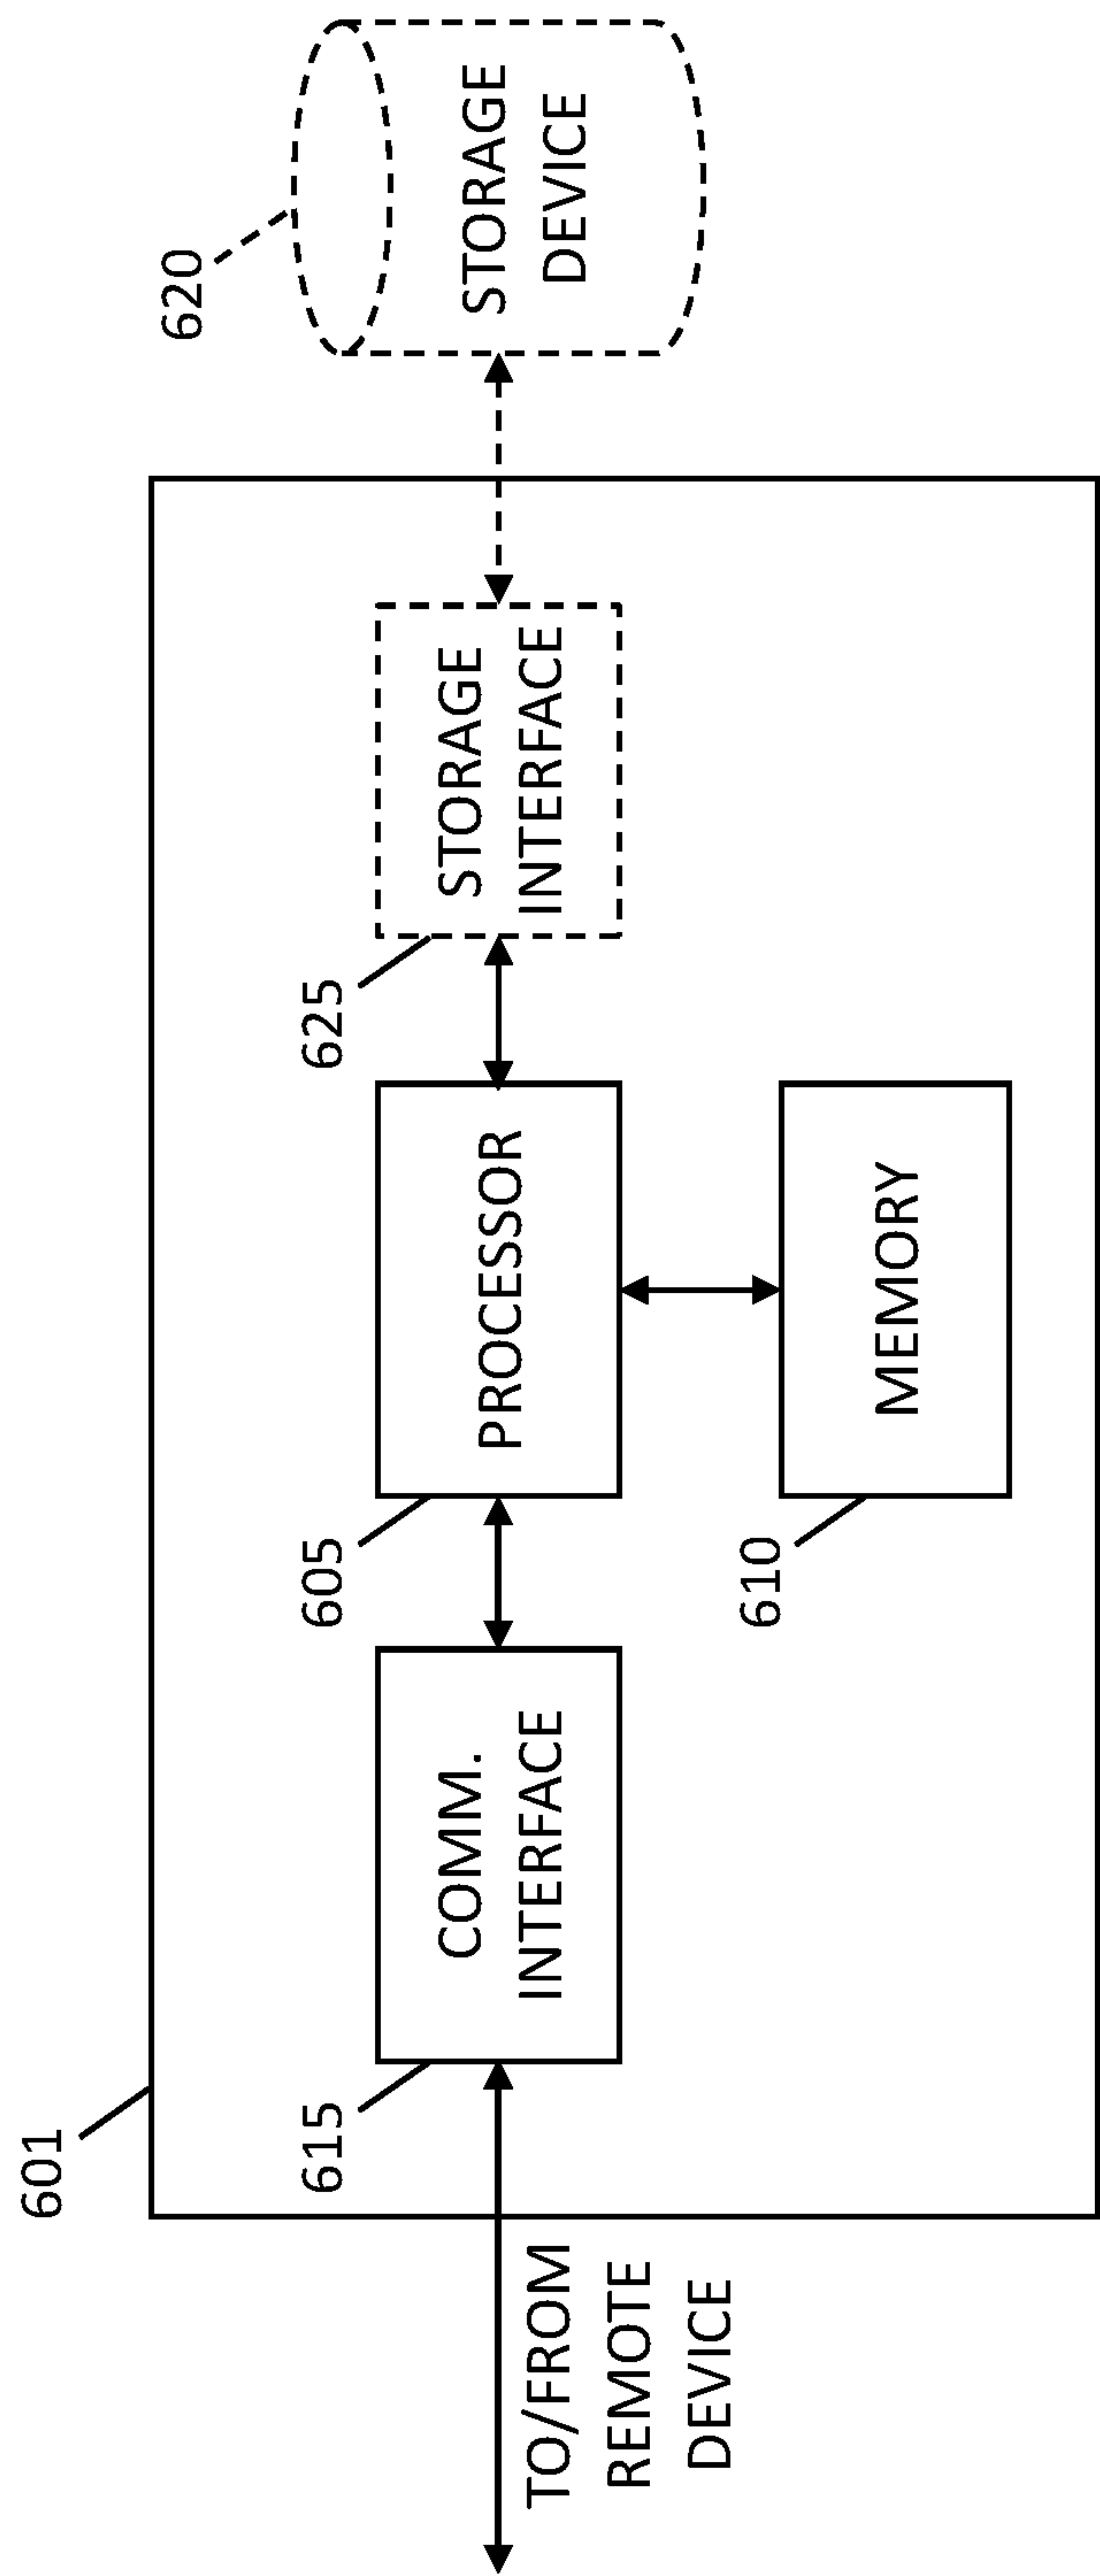 601
620
615
605
625
COMM.
INTERFACE
PROCESSOR
STORAGE
INTERFACE
STORAGE
DEVICE
TO/FROM
REMOTE
DEVICE
610
MEMORY